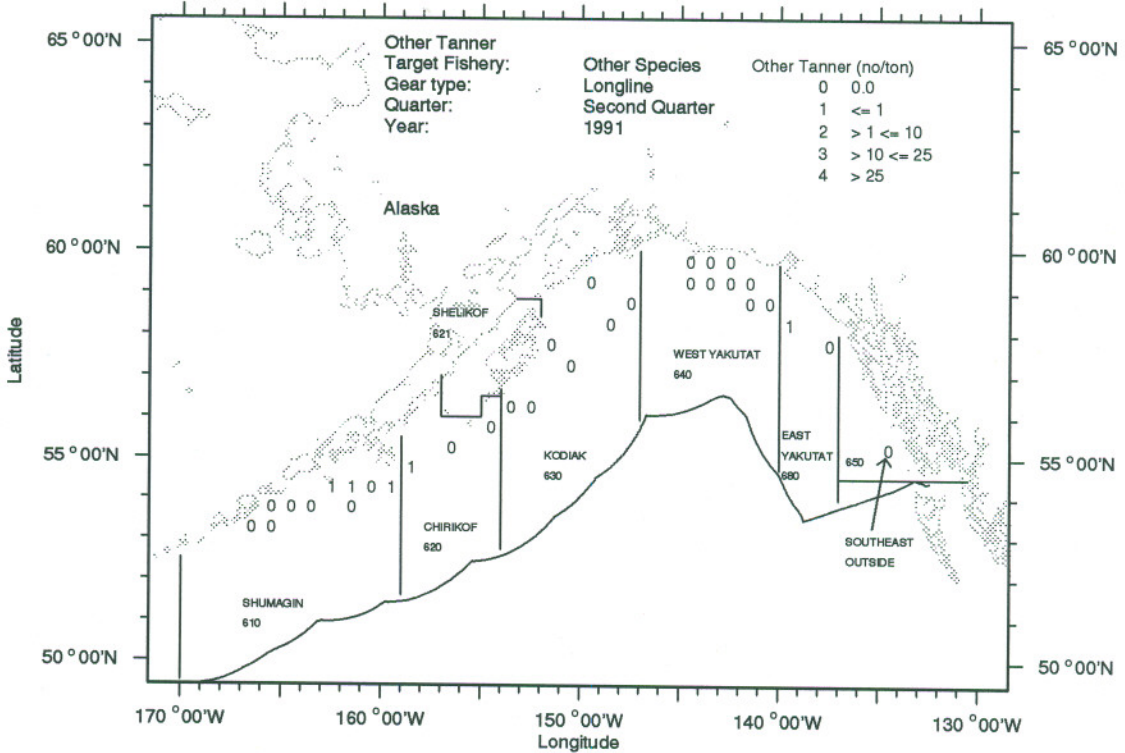 65 °00'N
65 °00'N
Other Tanner
Target Fishery: Other Species
Gear type: Longline
Quarter: Second Quarter
Year: 1991
Other Tanner (no/ton)
0 0.0
1 <= 1
2 > 1 <= 10
3 > 10 <= 25
4 > 25
Alaska
60 °00'N
60 °00'N
0 0 0 0
0 0 0 0 0
0 0 0
SHELIKOF
621
0 1
0 0
WEST YAKUTAT
640
0
Latitude
0 0
0
EAST
YAKUTAT
680
650
0
55 °00'N
55 °00'N
0
1
KODIAK
630
1 1 0 1
0 0 0 0
0 0
CHIRIKOF
620
SOUTHEAST
OUTSIDE
SHUMAGIN
610
50 °00'N
50 °00'N
170 °00'W
160 °00'W
150 °00'W
140 °00'W
130 °00'W
Longitude